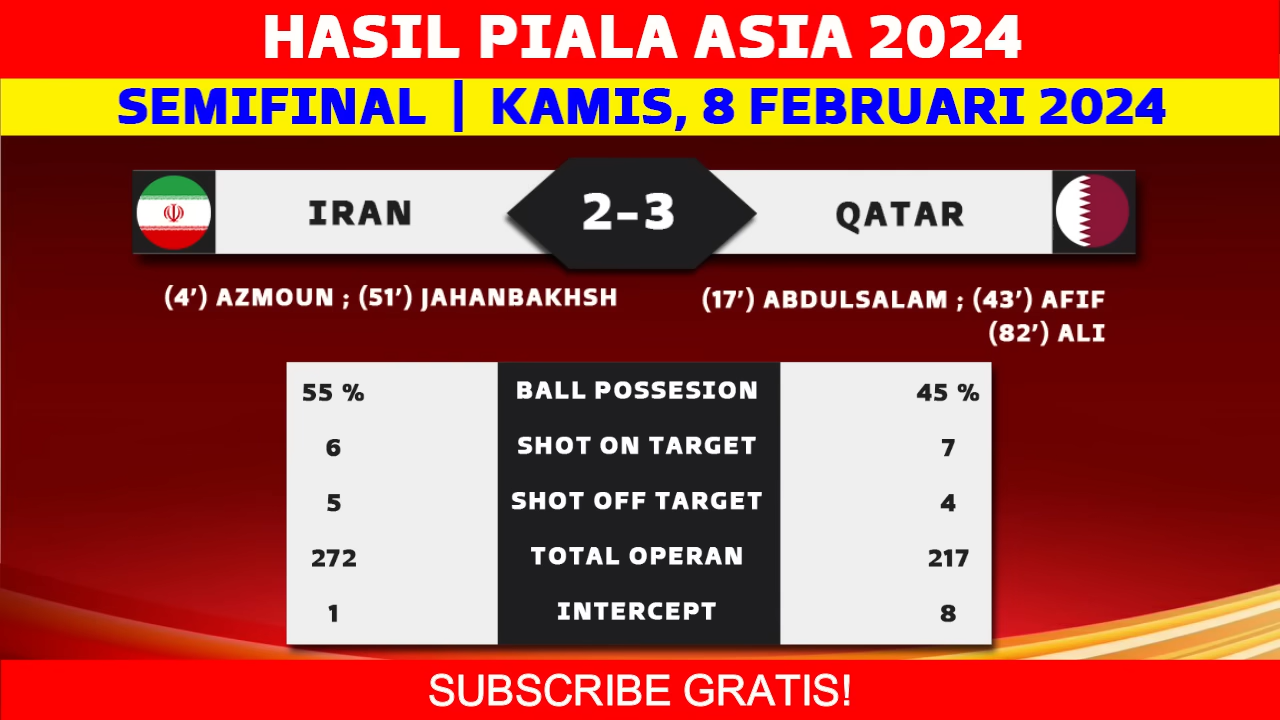 HASIL PIALA ASIA 2024
SEMIFINAL | KAMIS, 8 FEBRUARI 2024
IRAN 2-3 QATAR
(4') AZMOUN ; (51') JAHANBAKHSH
(17') ABDULSALAM ; (43') AFIF
(82') ALI
55 % BALL POSSESION 45 %
6 SHOT ON TARGET 7
5 SHOT OFF TARGET 4
272 TOTAL OPERAN 217
1 INTERCEPT 8
SUBSCRIBE GRATIS!